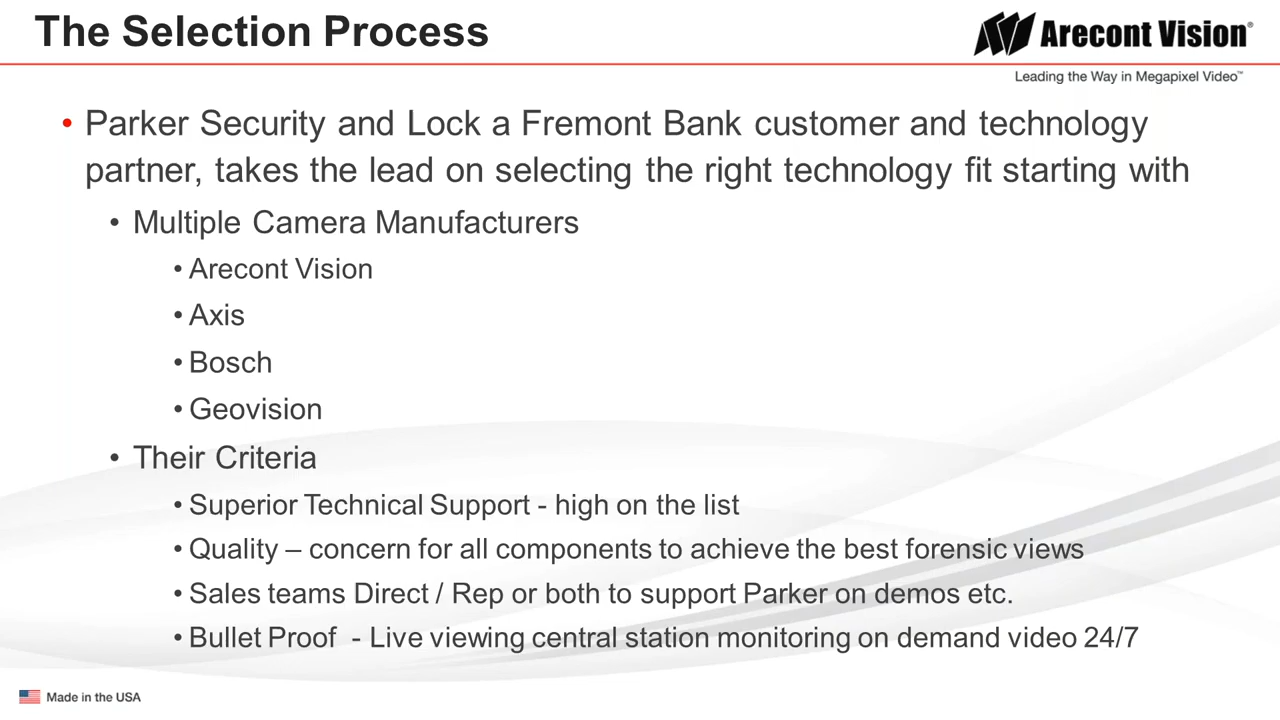 The Selection Process
Arecont Vision®
Leading the Way in Megapixel Video™
• Parker Security and Lock a Fremont Bank customer and technology
partner, takes the lead on selecting the right technology fit starting with
• Multiple Camera Manufacturers
• Arecont Vision
• Axis
• Bosch
• Geovision
• Their Criteria
• Superior Technical Support - high on the list
• Quality – concern for all components to achieve the best forensic views
• Sales teams Direct / Rep or both to support Parker on demos etc.
• Bullet Proof  - Live viewing central station monitoring on demand video 24/7
Made in the USA